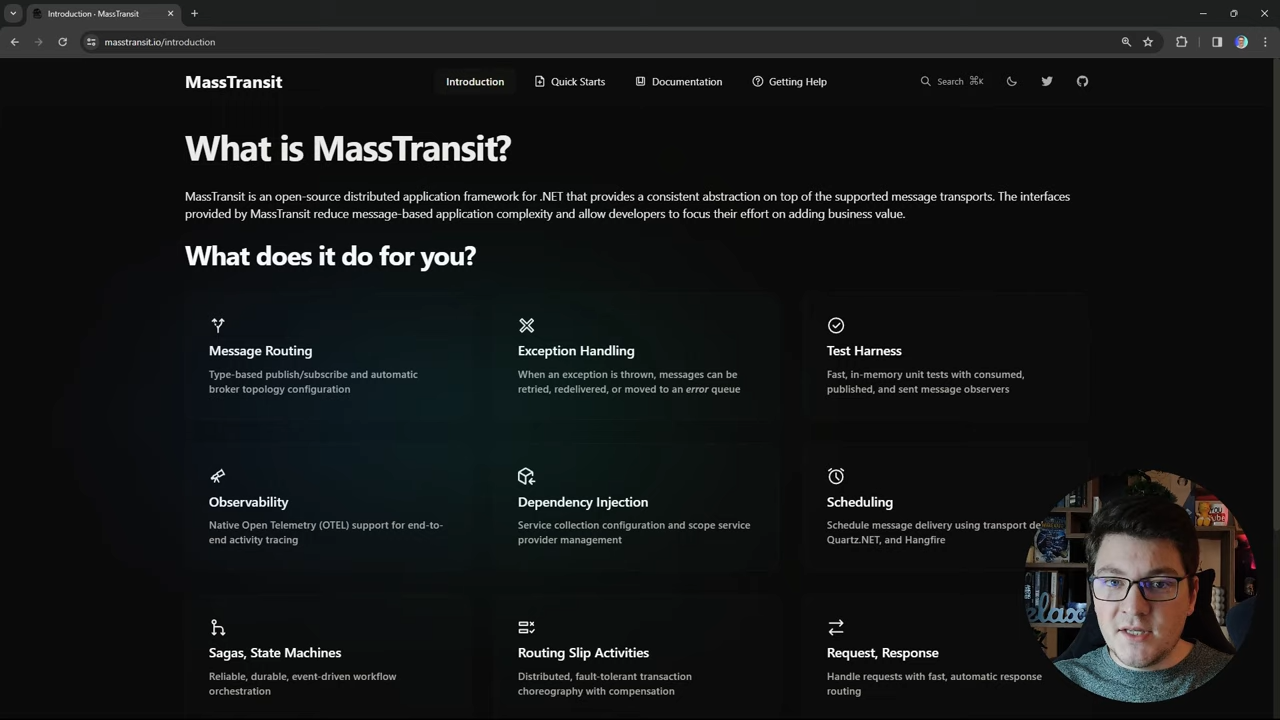 Introduction · MassTransit
masstransit.io/introduction
MassTransit
Introduction
Quick Starts
Documentation
Getting Help
Search ⌘K
What is MassTransit?
MassTransit is an open-source distributed application framework for .NET that provides a consistent abstraction on top of the supported message transports. The interfaces
provided by MassTransit reduce message-based application complexity and allow developers to focus their effort on adding business value.
What does it do for you?
Message Routing
Type-based publish/subscribe and automatic
broker topology configuration
Exception Handling
When an exception is thrown, messages can be
retried, redelivered, or moved to an error queue
Test Harness
Fast, in-memory unit tests with consumed,
published, and sent message observers
Observability
Native Open Telemetry (OTEL) support for end-to-
end activity tracing
Dependency Injection
Service collection configuration and scope service
provider management
Scheduling
Schedule message delivery using transport
Quartz.NET, and Hangfire
Sagas, State Machines
Reliable, durable, event-driven workflow
orchestration
Routing Slip Activities
Distributed, fault-tolerant transaction
choreography with compensation
Request, Response
Handle requests with fast, automatic response
routing
relax